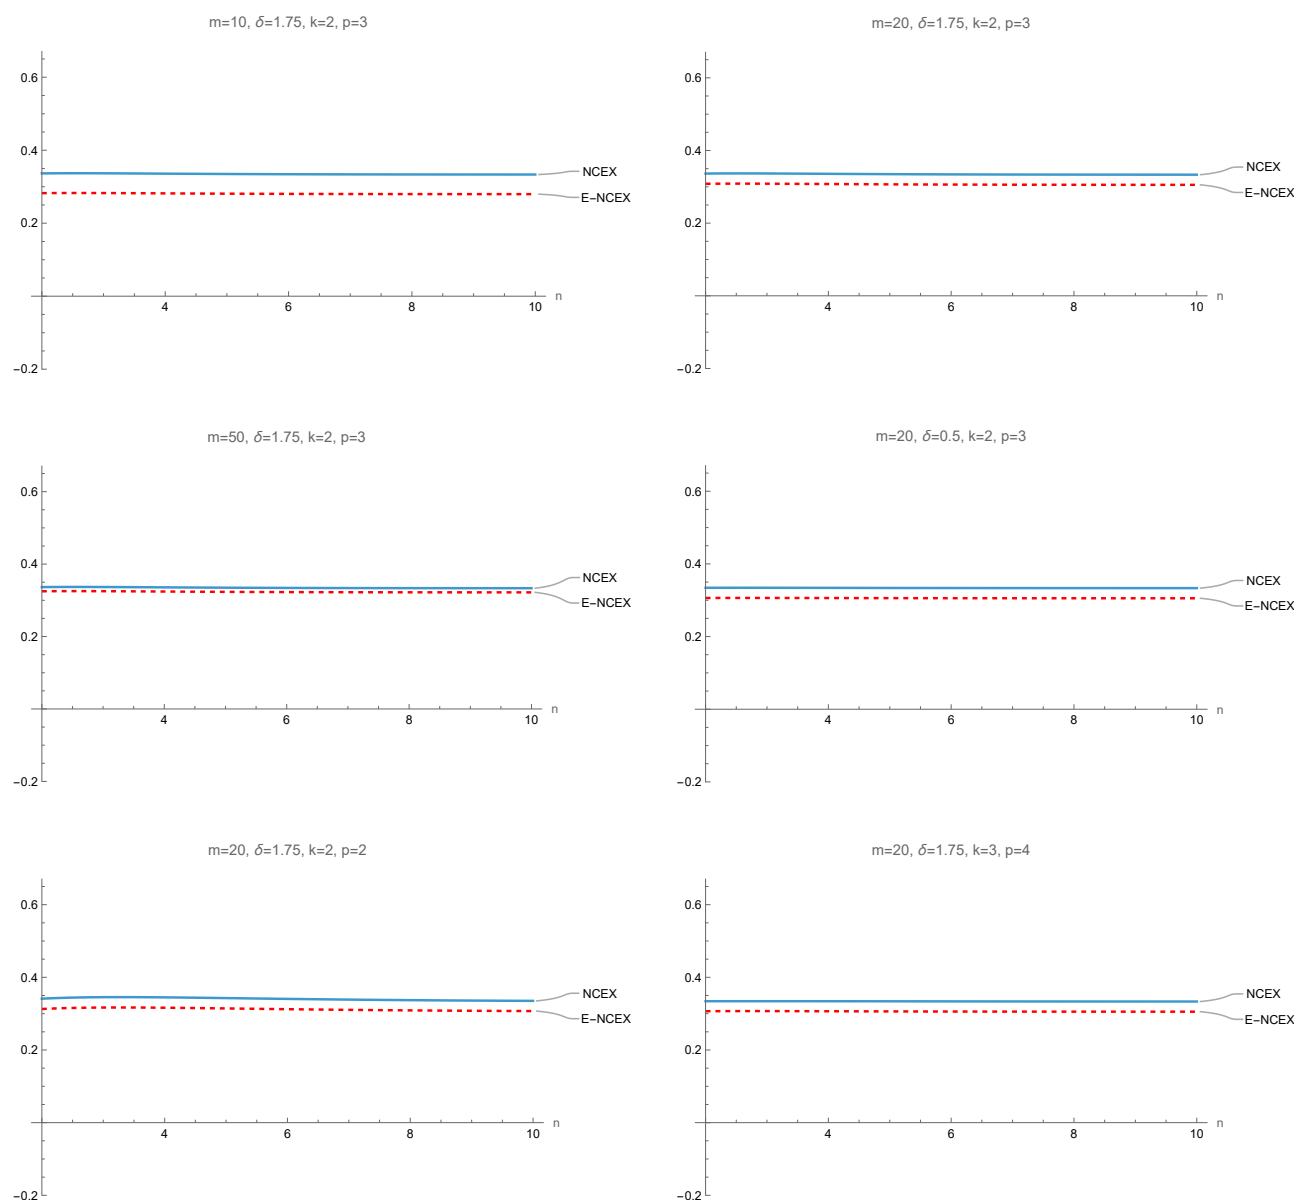 m=10, δ=1.75, k=2, p=3
0.6
0.4
NCEX
E−NCEX
0.2
n
4 6 8 10
−0.2
m=20, δ=1.75, k=2, p=3
0.6
0.4
NCEX
E−NCEX
0.2
n
4 6 8 10
−0.2
m=50, δ=1.75, k=2, p=3
0.6
0.4
NCEX
E−NCEX
0.2
n
4 6 8 10
−0.2
m=20, δ=0.5, k=2, p=3
0.6
0.4
NCEX
E−NCEX
0.2
n
4 6 8 10
−0.2
m=20, δ=1.75, k=2, p=2
0.6
0.4
NCEX
E−NCEX
0.2
n
4 6 8 10
−0.2
m=20, δ=1.75, k=3, p=4
0.6
0.4
NCEX
E−NCEX
0.2
n
4 6 8 10
−0.2